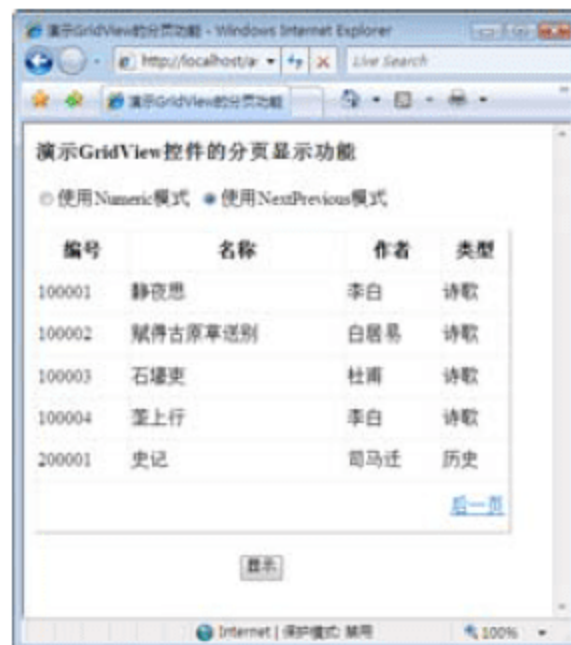 演示GridView的分页功能 - Windows Internet Explorer
http://localhost/a
Live Search
演示GridView的分页功能
演示GridView控件的分页显示功能
使用Numeric模式 使用NextPrevious模式
编号 名称 作者 类型
100001 静夜思 李白 诗歌
100002 赋得古原草送别 白居易 诗歌
100003 石壕吏 杜甫 诗歌
100004 塞上行 李白 诗歌
200001 史记 司马迁 历史
后一页
显示
Internet | 保护模式: 禁用 100%